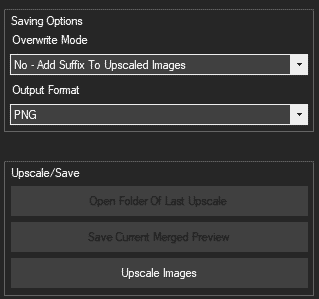 Saving Options
Overwrite Mode
No - Add Suffix To Upscaled Images
Output Format
PNG
Upscale/Save
Open Folder Of Last Upscale
Save Current Merged Preview
Upscale Images